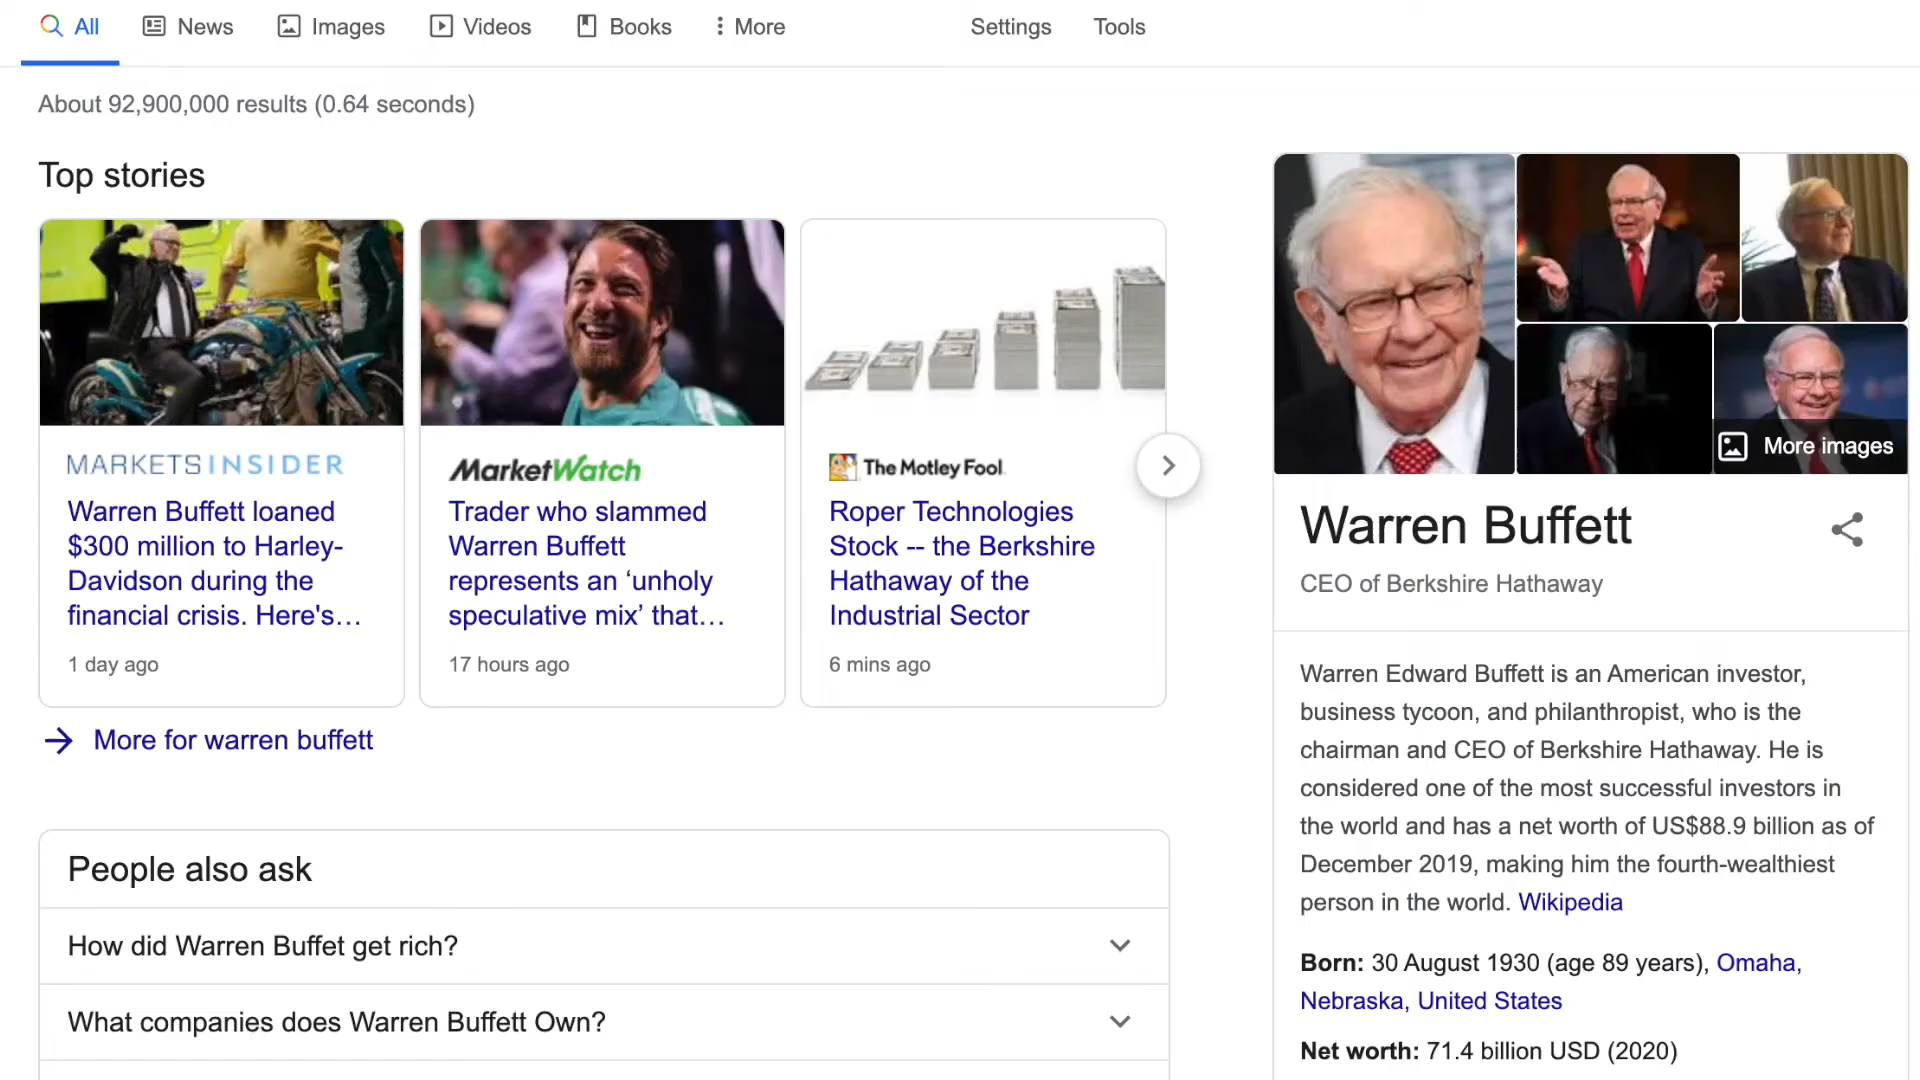 All News Images Videos Books More Settings Tools
About 92,900,000 results (0.64 seconds)
Top stories
MARKETS INSIDER
Warren Buffett loaned
$300 million to Harley-
Davidson during the
financial crisis. Here's...
1 day ago
MarketWatch
Trader who slammed
Warren Buffett
represents an ‘unholy
speculative mix’ that...
17 hours ago
The Motley Fool
Roper Technologies
Stock -- the Berkshire
Hathaway of the
Industrial Sector
6 mins ago
More for warren buffett
People also ask
How did Warren Buffet get rich?
What companies does Warren Buffett Own?
More images
Warren Buffett
CEO of Berkshire Hathaway
Warren Edward Buffett is an American investor,
business tycoon, and philanthropist, who is the
chairman and CEO of Berkshire Hathaway. He is
considered one of the most successful investors in
the world and has a net worth of US$88.9 billion as of
December 2019, making him the fourth-wealthiest
person in the world. Wikipedia
Born: 30 August 1930 (age 89 years), Omaha,
Nebraska, United States
Net worth: 71.4 billion USD (2020)